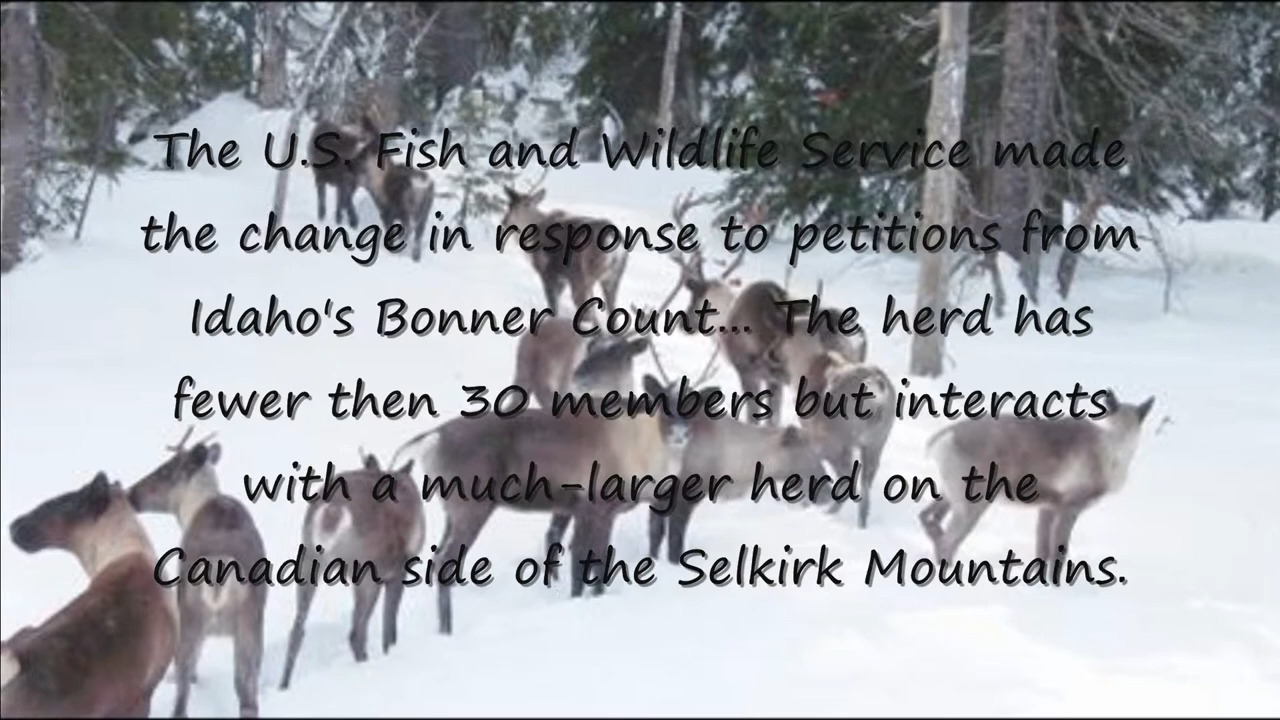 The U.S. Fish and Wildlife Service made
the change in response to petitions from
Idaho's Bonner Count... The herd has
fewer then 30 members but interacts
with a much-larger herd on the
Canadian side of the Selkirk Mountains.